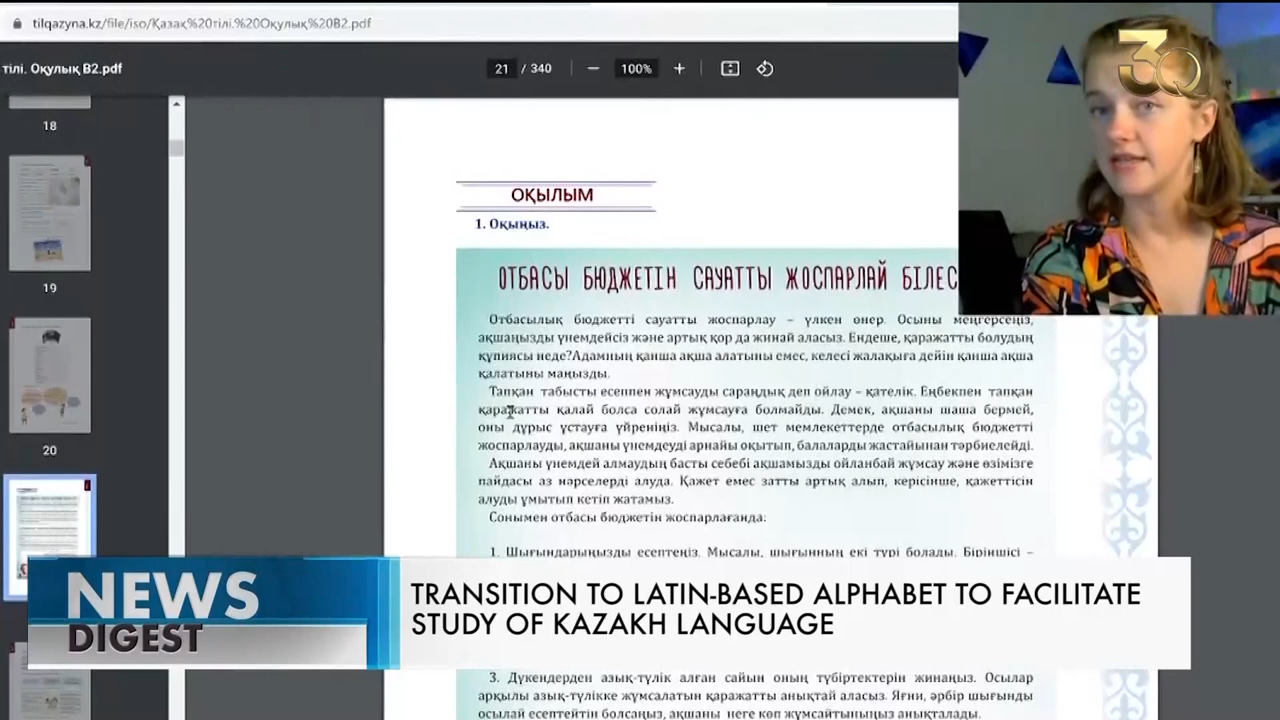 tilqazyna.kz/file/iso/Қазақ%20тілі.%20Оқулық%20B2.pdf
3Q
тілі. Оқулық B2.pdf
21 / 340
100%
18
19
20
ОҚЫЛЫМ
1. Оқыңыз.
ОТБАСЫ БЮДЖЕТІН САУАТТЫ ЖОСПАРЛАЙ БІЛЕС
Отбасылық бюджетті сауатты жоспарлау – үлкен өнер. Осыны меңгерсеңіз,
ақшаңызды үнемдейсіз және артық қор да жинай аласыз. Ендеше, қаражатты болудың
құпиясы неде?Адамның қанша ақша алатыны емес, келесі жалақыға дейін қанша ақша
қалатыны маңызды.
Тапқан табысты есеппен жұмсауды сараңдық деп ойлау – қателік. Еңбекпен тапқан
қаражатты қалай болса солай жұмсауға болмайды. Демек, ақшаны шаша бермей,
оны дұрыс ұстауға үйреніңіз. Мысалы, шет мемлекеттерде отбасылық бюджетті
жоспарлауды, ақшаны үнемдеуді арнайы оқытып, балаларды жастайынан тәрбиелейді.
Ақшаны үнемдей алмаудың басты себебі ақшамызды ойланбай жұмсау және өзімізге
пайдасы аз нәрселерді алуда. Қажет емес затты артық алып, керісінше, қажеттісін
алуды ұмытып кетіп жатамыз.
Сонымен отбасы бюджетін жоспарлағанда:
1. Шығындарыңызды есептеңіз. Мысалы, шығынның екі түрі болады. Біріншісі –
NEWS
DIGEST
TRANSITION TO LATIN-BASED ALPHABET TO FACILITATE
STUDY OF KAZAKH LANGUAGE
3. Дүкендерден азық-түлік алған сайын оның түбіртектерін жинаңыз. Осылар
арқылы азық-түлікке жұмсалатын қаражатты анықтай аласыз. Яғни, әрбір шығынды
осылай есептейтін болсаңыз, ақшаны неге көп жұмсайтыныңыз анықталады.